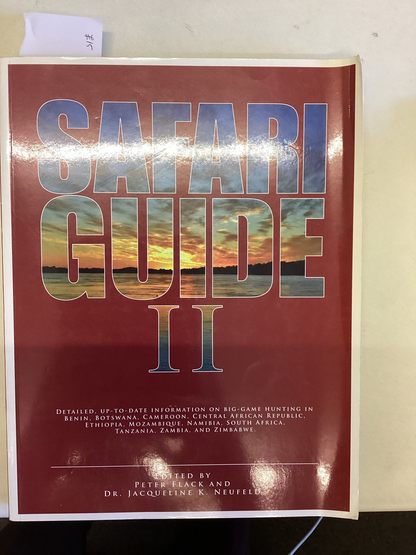 SAFARI
GUIDE
II
DETAILED, UP-TO-DATE INFORMATION ON BIG-GAME HUNTING IN
BENIN, BOTSWANA, CAMEROON, CENTRAL AFRICAN REPUBLIC,
ETHIOPIA, MOZAMBIQUE, NAMIBIA, SOUTH AFRICA,
TANZANIA, ZAMBIA, AND ZIMBABWE.
EDITED BY
PETER FLACK AND
DR. JACQUELINE K. NEUFELD